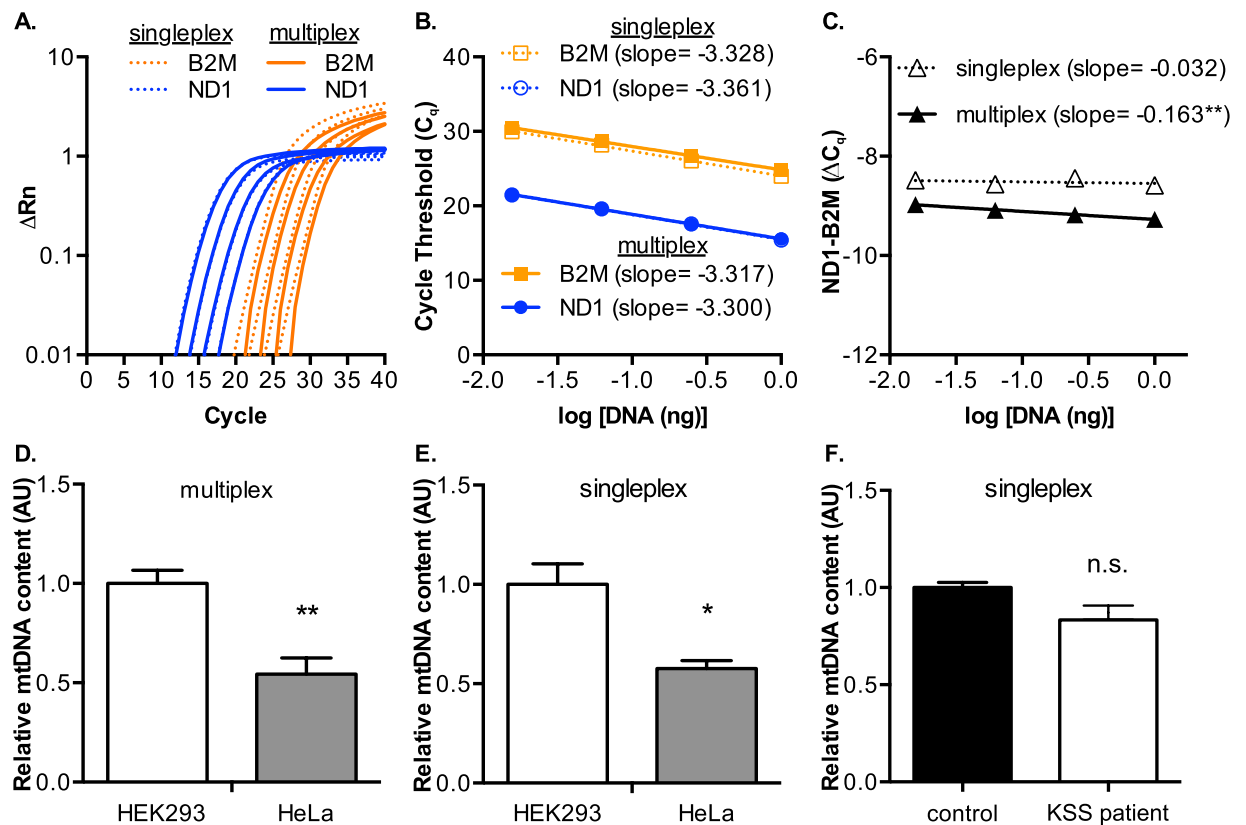 A.
singleplex multiplex
B2M B2M
ND1 ND1
10
1
0.1
0.01
ΔRn
0 5 10 15 20 25 30 35 40
Cycle
B.
singleplex
B2M (slope= -3.328)
ND1 (slope= -3.361)
multiplex
B2M (slope= -3.317)
ND1 (slope= -3.300)
40
30
20
10
0
Cycle Threshold (Cq)
-2.0 -1.5 -1.0 -0.5 0.0
log [DNA (ng)]
C.
singleplex (slope= -0.032)
multiplex (slope= -0.163**)
-6
-8
-10
-12
ND1-B2M (ΔCq)
-2.0 -1.5 -1.0 -0.5 0.0
log [DNA (ng)]
D.
multiplex
1.5
1.0
0.5
0.0
Relative mtDNA content (AU)
**
HEK293 HeLa
E.
singleplex
1.5
1.0
0.5
0.0
Relative mtDNA content (AU)
*
HEK293 HeLa
F.
singleplex
1.5
1.0
0.5
0.0
Relative mtDNA content (AU)
n.s.
control KSS patient